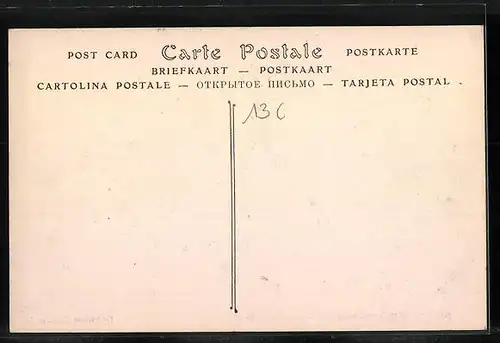 POST CARD Carte Postale POSTKARTE
BRIEFKAART — POSTKAART
CARTOLINA POSTALE — ОТКРЫТОЕ ПИСЬМО — TARJETA POSTAL .
13C